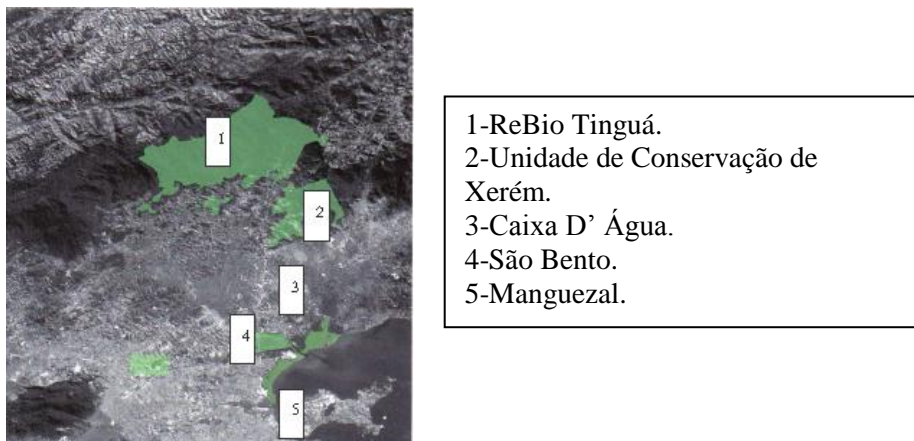 1
2
3
4
5
1-ReBio Tinguá.
2-Unidade de Conservação de
Xerém.
3-Caixa D’ Água.
4-São Bento.
5-Manguezal.